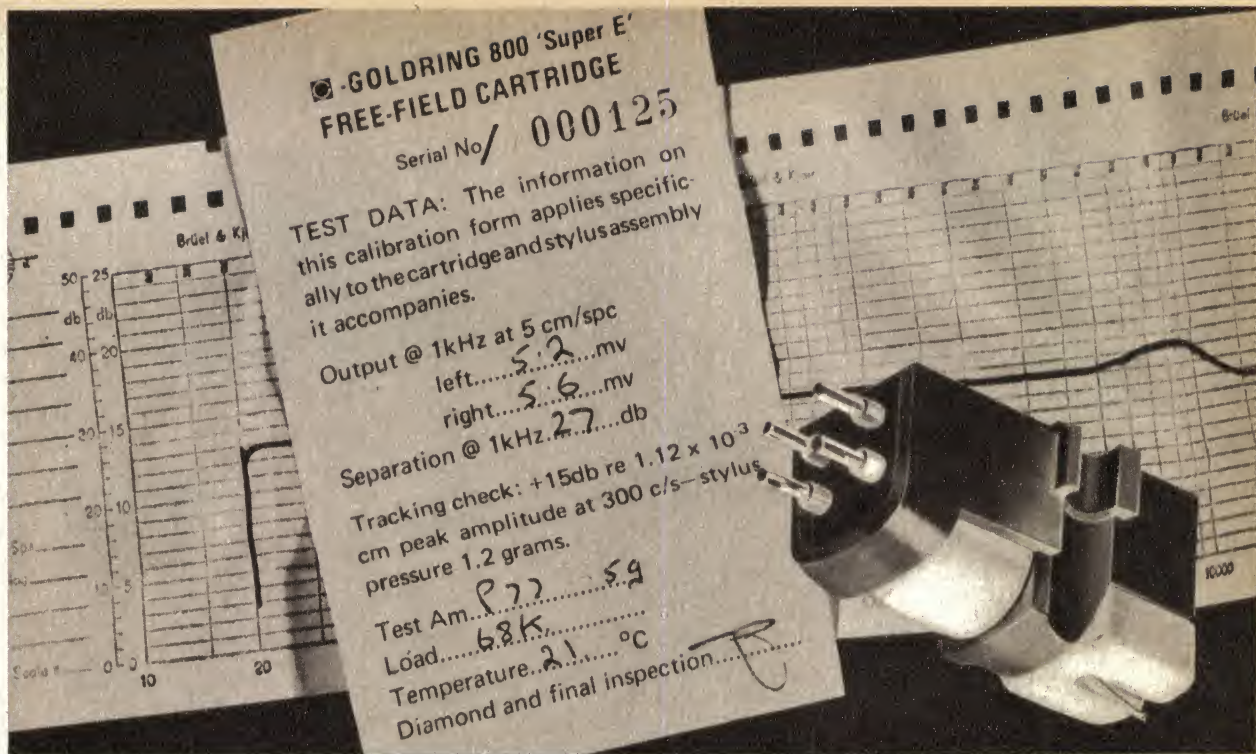 -GOLDRING 800 'Super E'
FREE-FIELD CARTRIDGE
Serial No/ 000125
TEST DATA: The information on
this calibration form applies specific-
ally to the cartridge and stylus assembly
it accompanies.
Output @ 1kHz at 5 cm/spc
left......5·2......mv
right....5·6....mv
Separation @ 1kHz.27.....db
Tracking check: +15db re 1.12 x 10-3
cm peak amplitude at 300 c/s—stylus
pressure 1.2 grams.
Load.....68K
Temperature..21......°C
Diamond and final inspection
Brüel & Kj
50 25
db db
40 20
30 15
20 10
10 5
0 0
10 20
Brüel
10000